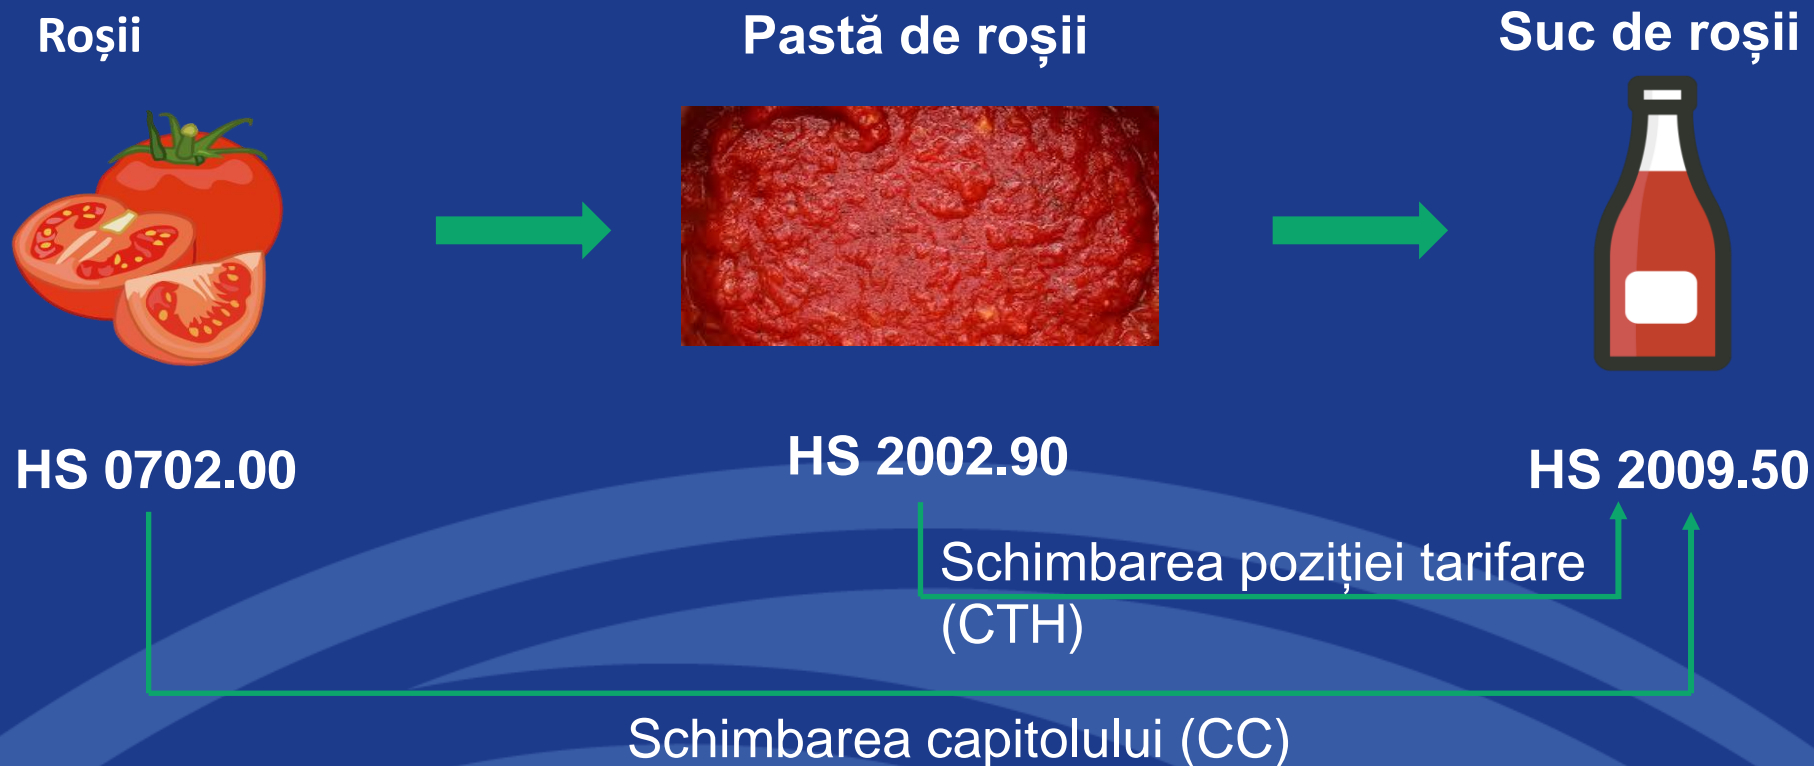 Roșii
Pastă de roșii
Suc de roșii
HS 0702.00
HS 2002.90
HS 2009.50
Schimbarea poziției tarifare
(CTH)
Schimbarea capitolului (CC)